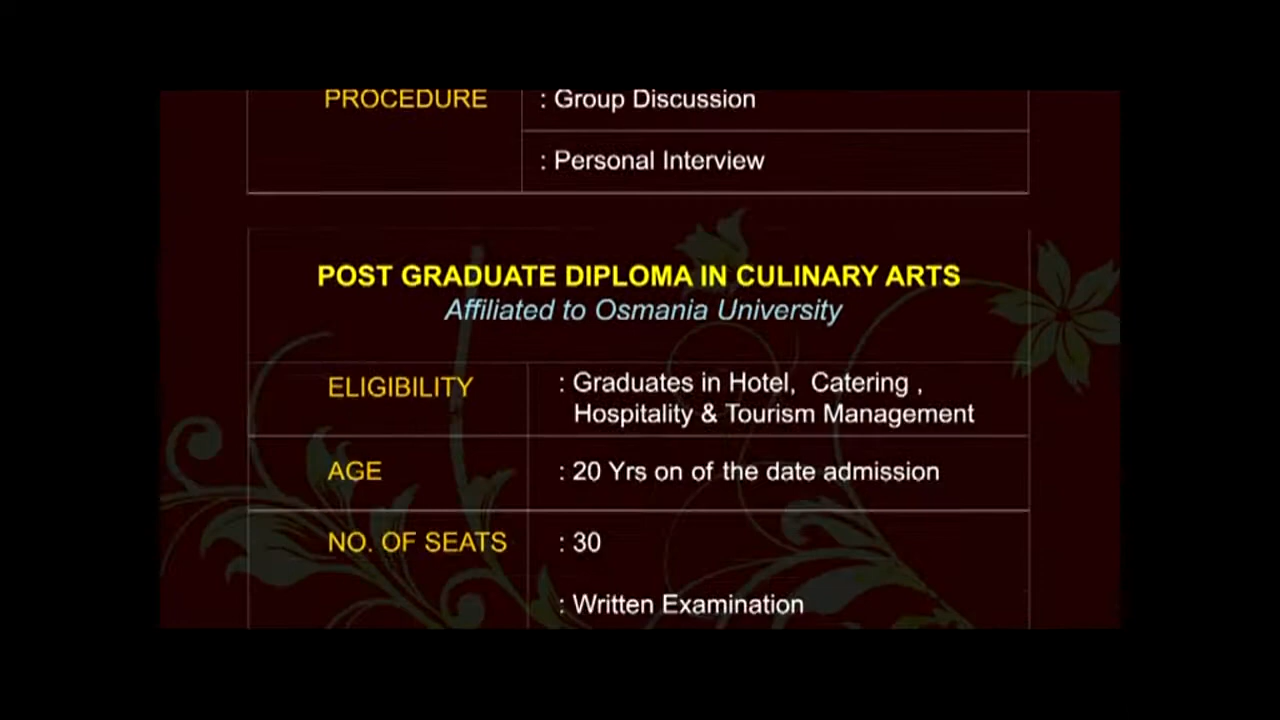 PROCEDURE : Group Discussion
: Personal Interview
POST GRADUATE DIPLOMA IN CULINARY ARTS
Affiliated to Osmania University
ELIGIBILITY : Graduates in Hotel, Catering ,
Hospitality & Tourism Management
AGE : 20 Yrs on of the date admission
NO. OF SEATS : 30
: Written Examination